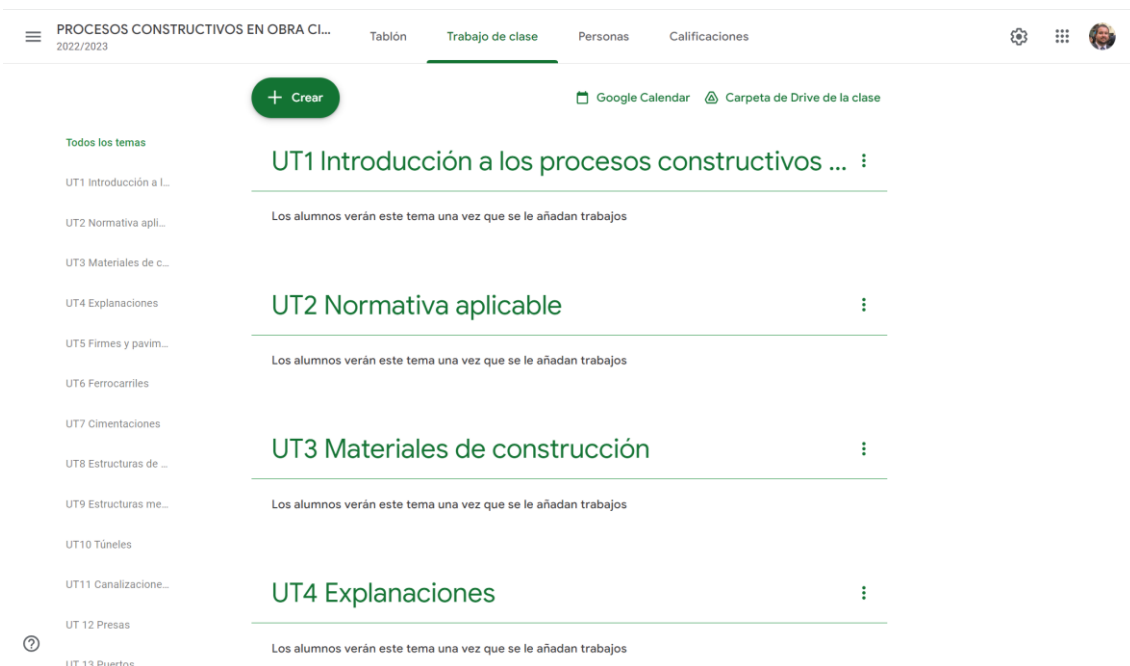 PROCESOS CONSTRUCTIVOS EN OBRA CI...
2022/2023
Tablón
Trabajo de clase
Personas
Calificaciones
Crear
Google Calendar
Carpeta de Drive de la clase
Todos los temas
UT1 Introducción a l...
UT2 Normativa apli...
UT3 Materiales de c...
UT4 Explanaciones
UT5 Firmes y pavim...
UT6 Ferrocarriles
UT7 Cimentaciones
UT8 Estructuras de ...
UT9 Estructuras me...
UT10 Túneles
UT11 Canalizacione...
UT 12 Presas
UT 13 Puertos
UT1 Introducción a los procesos constructivos ...
Los alumnos verán este tema una vez que se le añadan trabajos
UT2 Normativa aplicable
Los alumnos verán este tema una vez que se le añadan trabajos
UT3 Materiales de construcción
Los alumnos verán este tema una vez que se le añadan trabajos
UT4 Explanaciones
Los alumnos verán este tema una vez que se le añadan trabajos